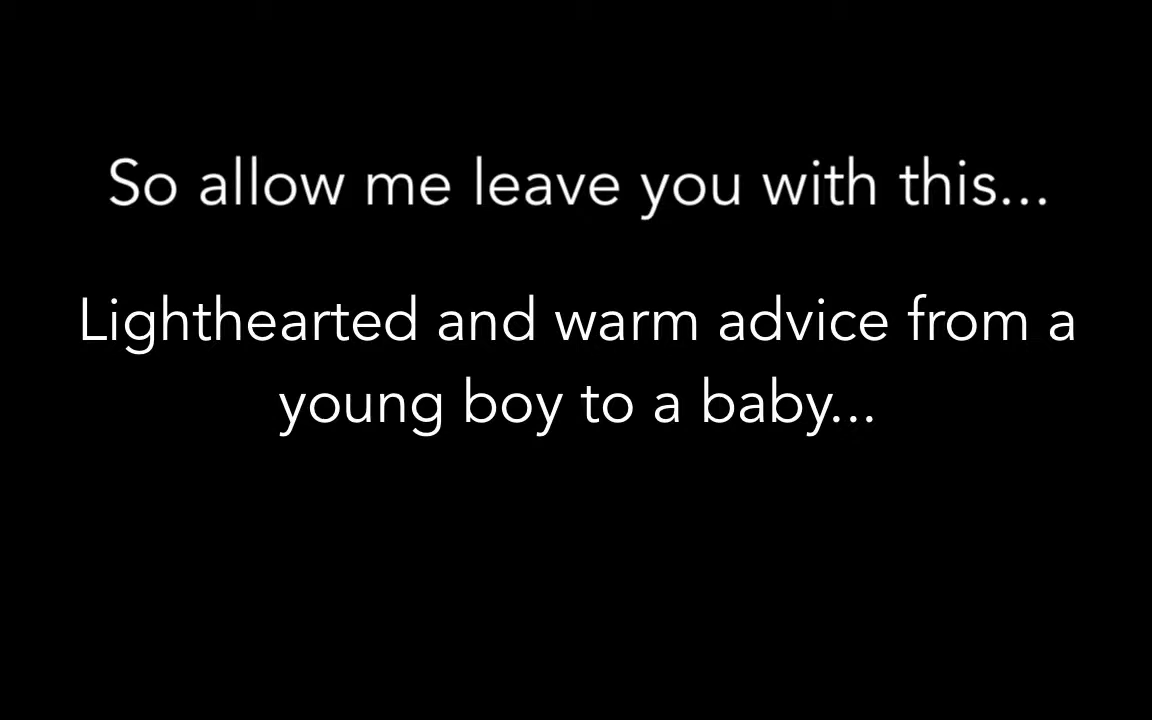 So allow me leave you with this...
Lighthearted and warm advice from a
young boy to a baby...